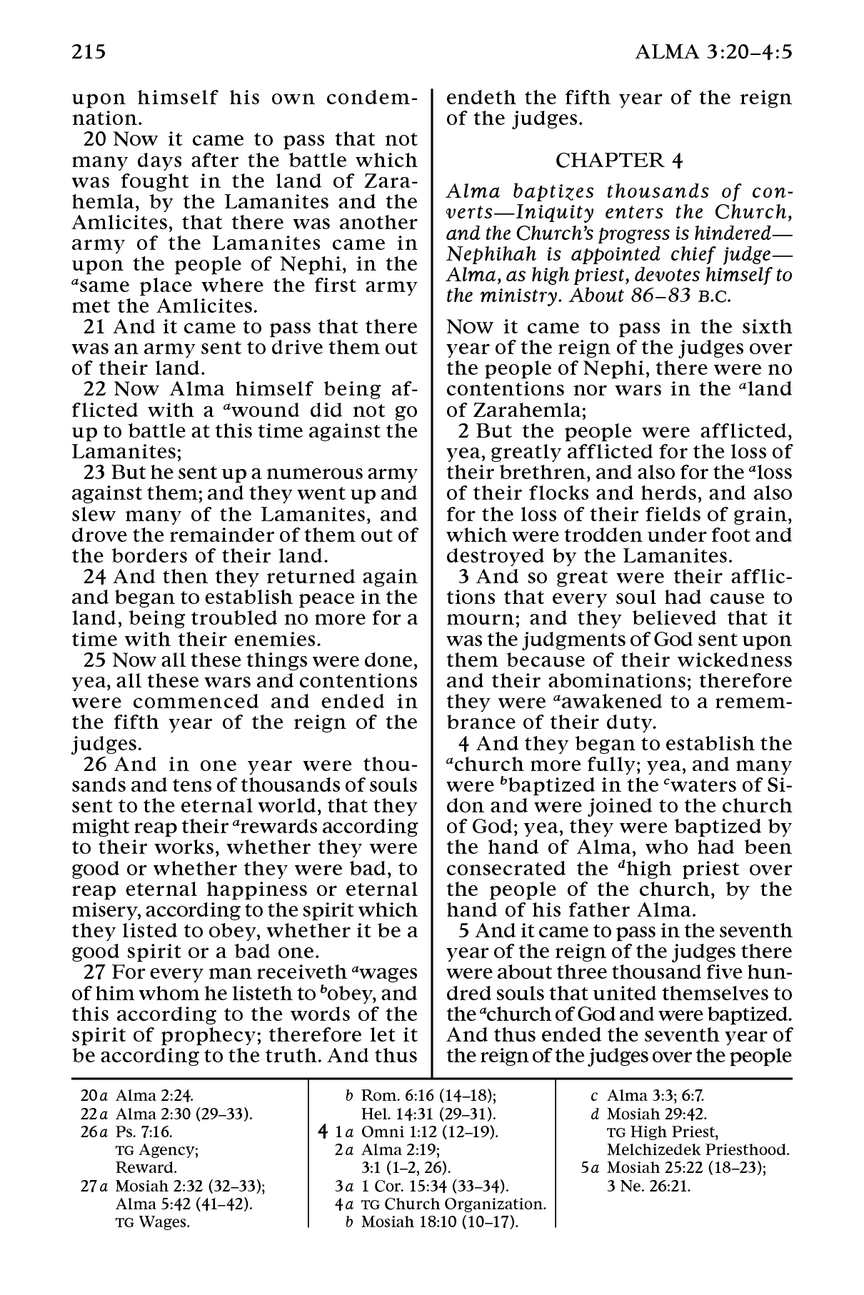 215
ALMA 3:20–4:5
upon himself his own condem-
nation.
20 Now it came to pass that not
many days after the battle which
was fought in the land of Zara-
hemla, by the Lamanites and the
Amlicites, that there was another
army of the Lamanites came in
upon the people of Nephi, in the
ᵃsame place where the first army
met the Amlicites.
21 And it came to pass that there
was an army sent to drive them out
of their land.
22 Now Alma himself being af-
flicted with a ᵃwound did not go
up to battle at this time against the
Lamanites;
23 But he sent up a numerous army
against them; and they went up and
slew many of the Lamanites, and
drove the remainder of them out of
the borders of their land.
24 And then they returned again
and began to establish peace in the
land, being troubled no more for a
time with their enemies.
25 Now all these things were done,
yea, all these wars and contentions
were commenced and ended in
the fifth year of the reign of the
judges.
26 And in one year were thou-
sands and tens of thousands of souls
sent to the eternal world, that they
might reap their ᵃrewards according
to their works, whether they were
good or whether they were bad, to
reap eternal happiness or eternal
misery, according to the spirit which
they listed to obey, whether it be a
good spirit or a bad one.
27 For every man receiveth ᵃwages
of him whom he listeth to ᵇobey, and
this according to the words of the
spirit of prophecy; therefore let it
be according to the truth. And thus
endeth the fifth year of the reign
of the judges.
CHAPTER 4
Alma baptizes thousands of con-
verts—Iniquity enters the Church,
and the Church’s progress is hindered—
Nephihah is appointed chief judge—
Alma, as high priest, devotes himself to
the ministry. About 86–83 B.C.
Now it came to pass in the sixth
year of the reign of the judges over
the people of Nephi, there were no
contentions nor wars in the ᵃland
of Zarahemla;
2 But the people were afflicted,
yea, greatly afflicted for the loss of
their brethren, and also for the ᵃloss
of their flocks and herds, and also
for the loss of their fields of grain,
which were trodden under foot and
destroyed by the Lamanites.
3 And so great were their afflic-
tions that every soul had cause to
mourn; and they believed that it
was the judgments of God sent upon
them because of their wickedness
and their abominations; therefore
they were ᵃawakened to a remem-
brance of their duty.
4 And they began to establish the
ᵃchurch more fully; yea, and many
were ᵇbaptized in the ᶜwaters of Si-
don and were joined to the church
of God; yea, they were baptized by
the hand of Alma, who had been
consecrated the ᵈhigh priest over
the people of the church, by the
hand of his father Alma.
5 And it came to pass in the seventh
year of the reign of the judges there
were about three thousand five hun-
dred souls that united themselves to
the ᵃchurch of God and were baptized.
And thus ended the seventh year of
the reign of the judges over the people
20a Alma 2:24.
22a Alma 2:30 (29–33).
26a Ps. 7:16.
TG Agency;
Reward.
27a Mosiah 2:32 (32–33);
Alma 5:42 (41–42).
TG Wages.
b Rom. 6:16 (14–18);
Hel. 14:31 (29–31).
4 1a Omni 1:12 (12–19).
2a Alma 2:19;
3:1 (1–2, 26).
3a 1 Cor. 15:34 (33–34).
4a TG Church Organization.
b Mosiah 18:10 (10–17).
c Alma 3:3; 6:7.
d Mosiah 29:42.
TG High Priest,
Melchizedek Priesthood.
5a Mosiah 25:22 (18–23);
3 Ne. 26:21.